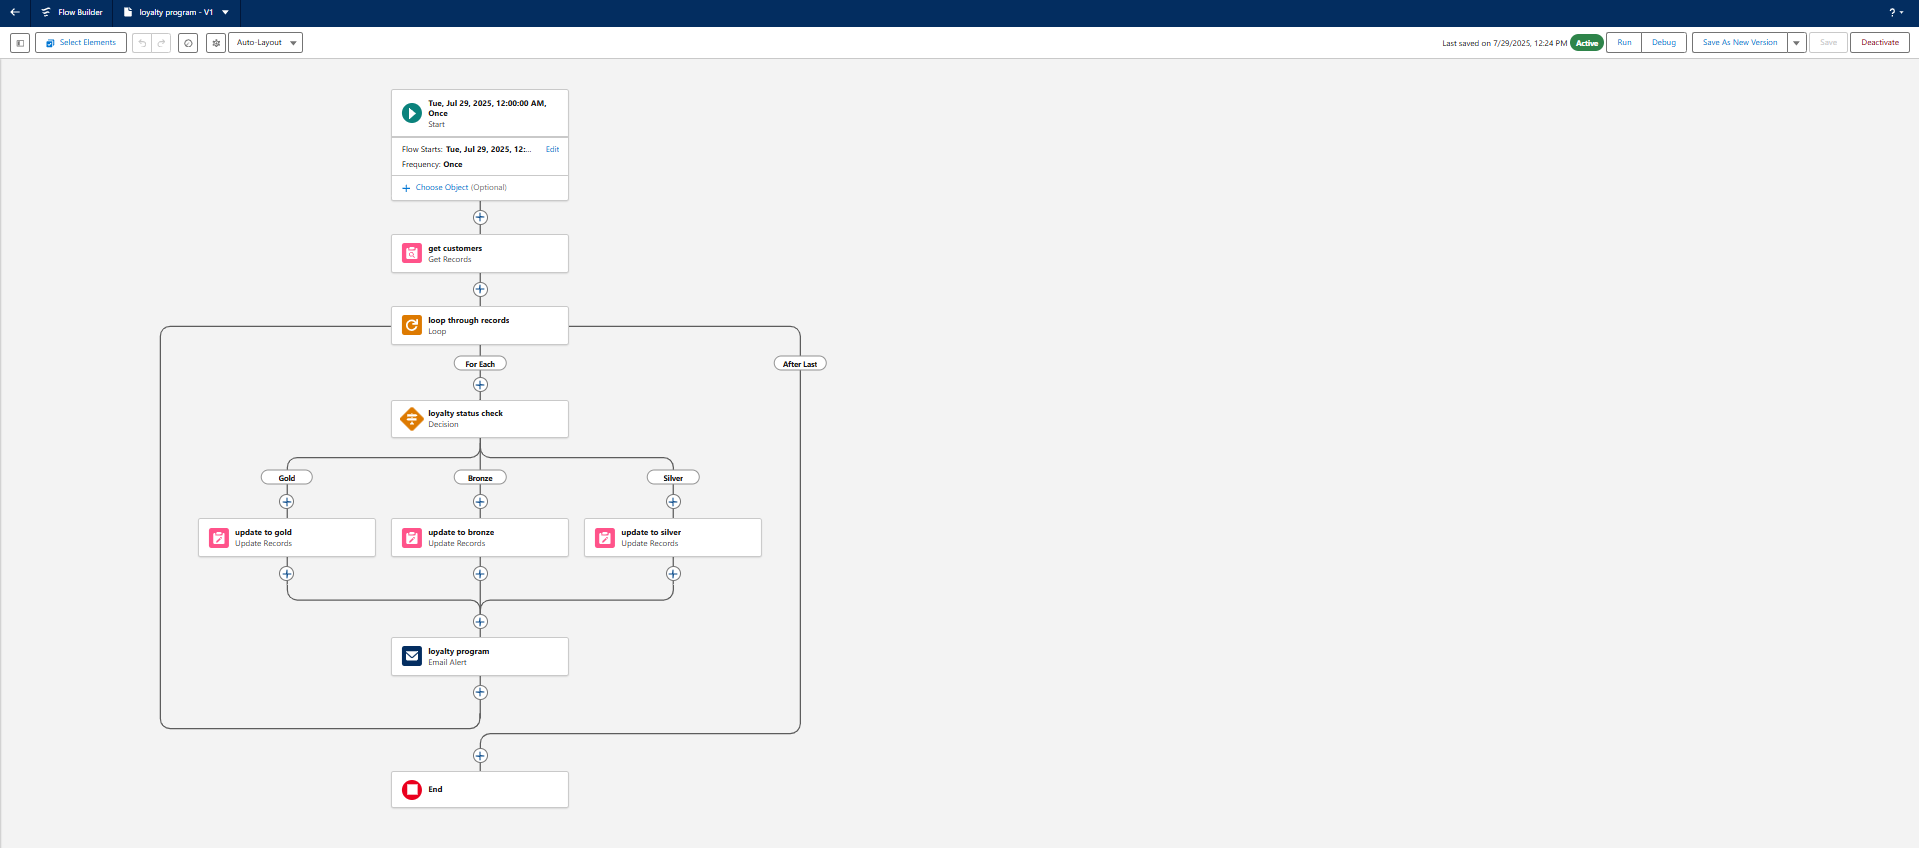 Flow Builder
loyalty program - V1
?
Select Elements
Auto-Layout
Last saved on 7/29/2025, 12:24 PM
Active
Run
Debug
Save As New Version
Save
Deactivate
Tue, Jul 29, 2025, 12:00:00 AM,
Once
Start
Flow Starts: Tue, Jul 29, 2025, 12:...
Edit
Frequency: Once
Choose Object (Optional)
get customers
Get Records
loop through records
Loop
For Each
After Last
loyalty status check
Decision
Gold
Bronze
Silver
update to gold
Update Records
update to bronze
Update Records
update to silver
Update Records
loyalty program
Email Alert
End